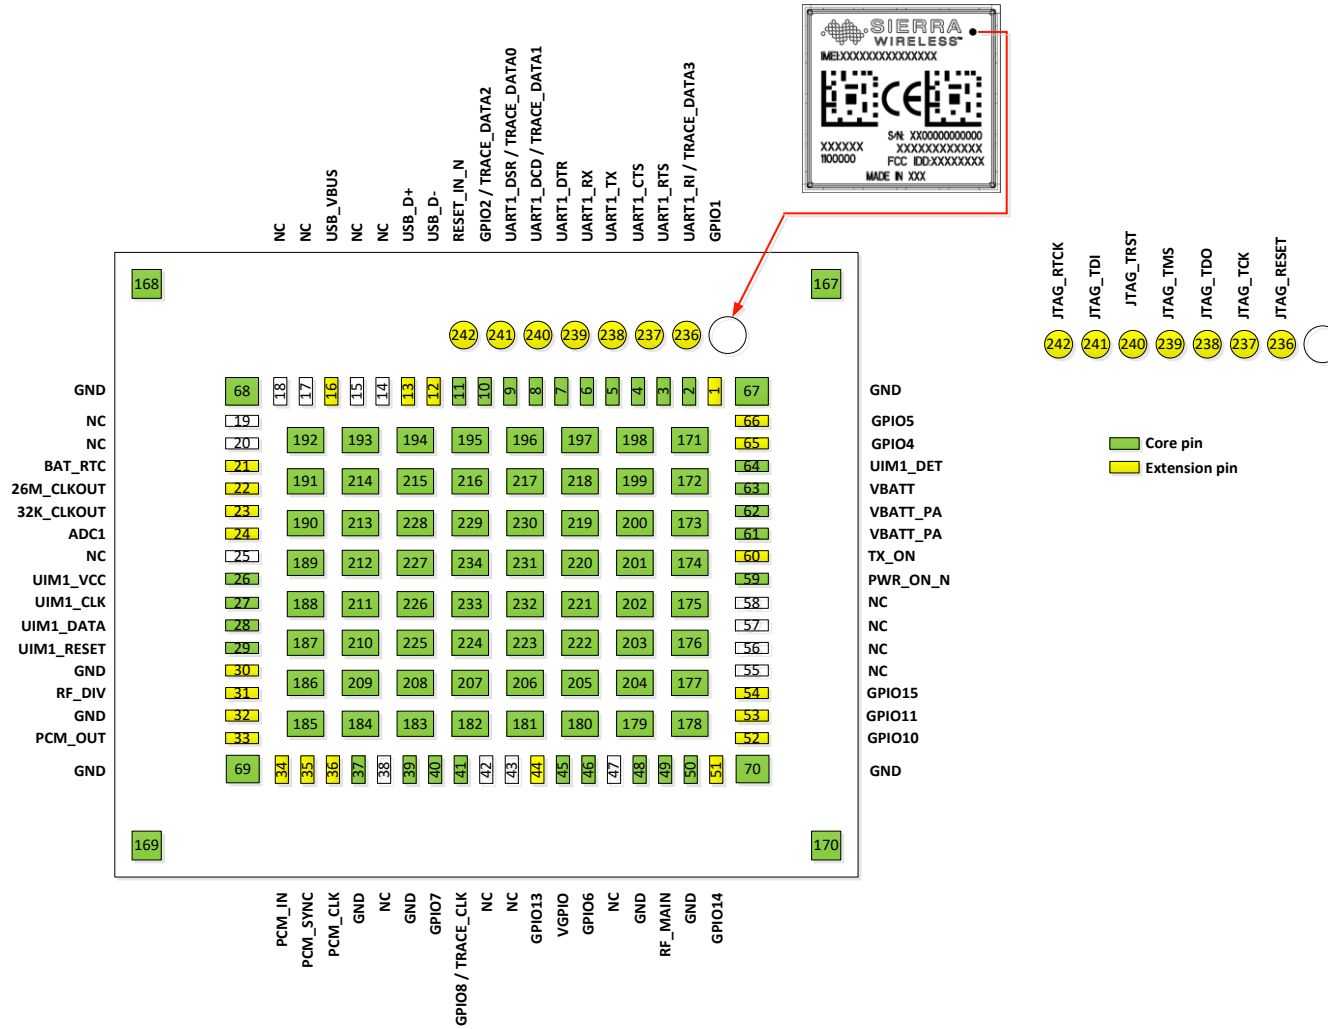 SIERRA
WIRELESS™
IMEI:XXXXXXXXXXXXXXX
CE
S/N: XX00000000000
XXXXXX XXXXXXXXXXXXX
1100000 FCC IDD:XXXXXXXX
MADE IN XXX
NC
NC
USB_VBUS
NC
NC
USB_D+
USB_D-
RESET_IN_N
GPIO2 / TRACE_DATA2
UART1_DSR / TRACE_DATA0
UART1_DCD / TRACE_DATA1
UART1_DTR
UART1_RX
UART1_TX
UART1_CTS
UART1_RTS
UART1_RI / TRACE_DATA3
GPIO1
JTAG_RTCK
JTAG_TDI
JTAG_TRST
JTAG_TMS
JTAG_TDO
JTAG_TCK
JTAG_RESET
242 241 240 239 238 237 236
168 167
242 241 240 239 238 237 236
GND 68 18 17 16 15 14 13 12 11 10 9 8 7 6 5 4 3 2 1 67 GND
NC 19 66 GPIO5
192 193 194 195 196 197 198 171
NC 20 65 GPIO4
BAT_RTC 21 64 UIM1_DET
191 214 215 216 217 218 199 172
26M_CLKOUT 22 63 VBATT
32K_CLKOUT 23 62 VBATT_PA
190 213 228 229 230 219 200 173
ADC1 24 61 VBATT_PA
NC 25 60 TX_ON
189 212 227 234 231 220 201 174
UIM1_VCC 26 59 PWR_ON_N
UIM1_CLK 27 58 NC
188 211 226 233 232 221 202 175
UIM1_DATA 28 57 NC
UIM1_RESET 29 56 NC
187 210 225 224 223 222 203 176
GND 30 55 NC
RF_DIV 31 54 GPIO15
186 209 208 207 206 205 204 177
GND 32 53 GPIO11
185 184 183 182 181 180 179 178
PCM_OUT 33 52 GPIO10
GND 69 34 35 36 37 38 39 40 41 42 43 44 45 46 47 48 49 50 51 70 GND
169 170
PCM_IN
PCM_SYNC
PCM_CLK
GND
NC
GND
GPIO7
GPIO8 / TRACE_CLK
NC
NC
GPIO13
VGPIO
GPIO6
NC
GND
RF_MAIN
GND
GPIO14
Core pin
Extension pin